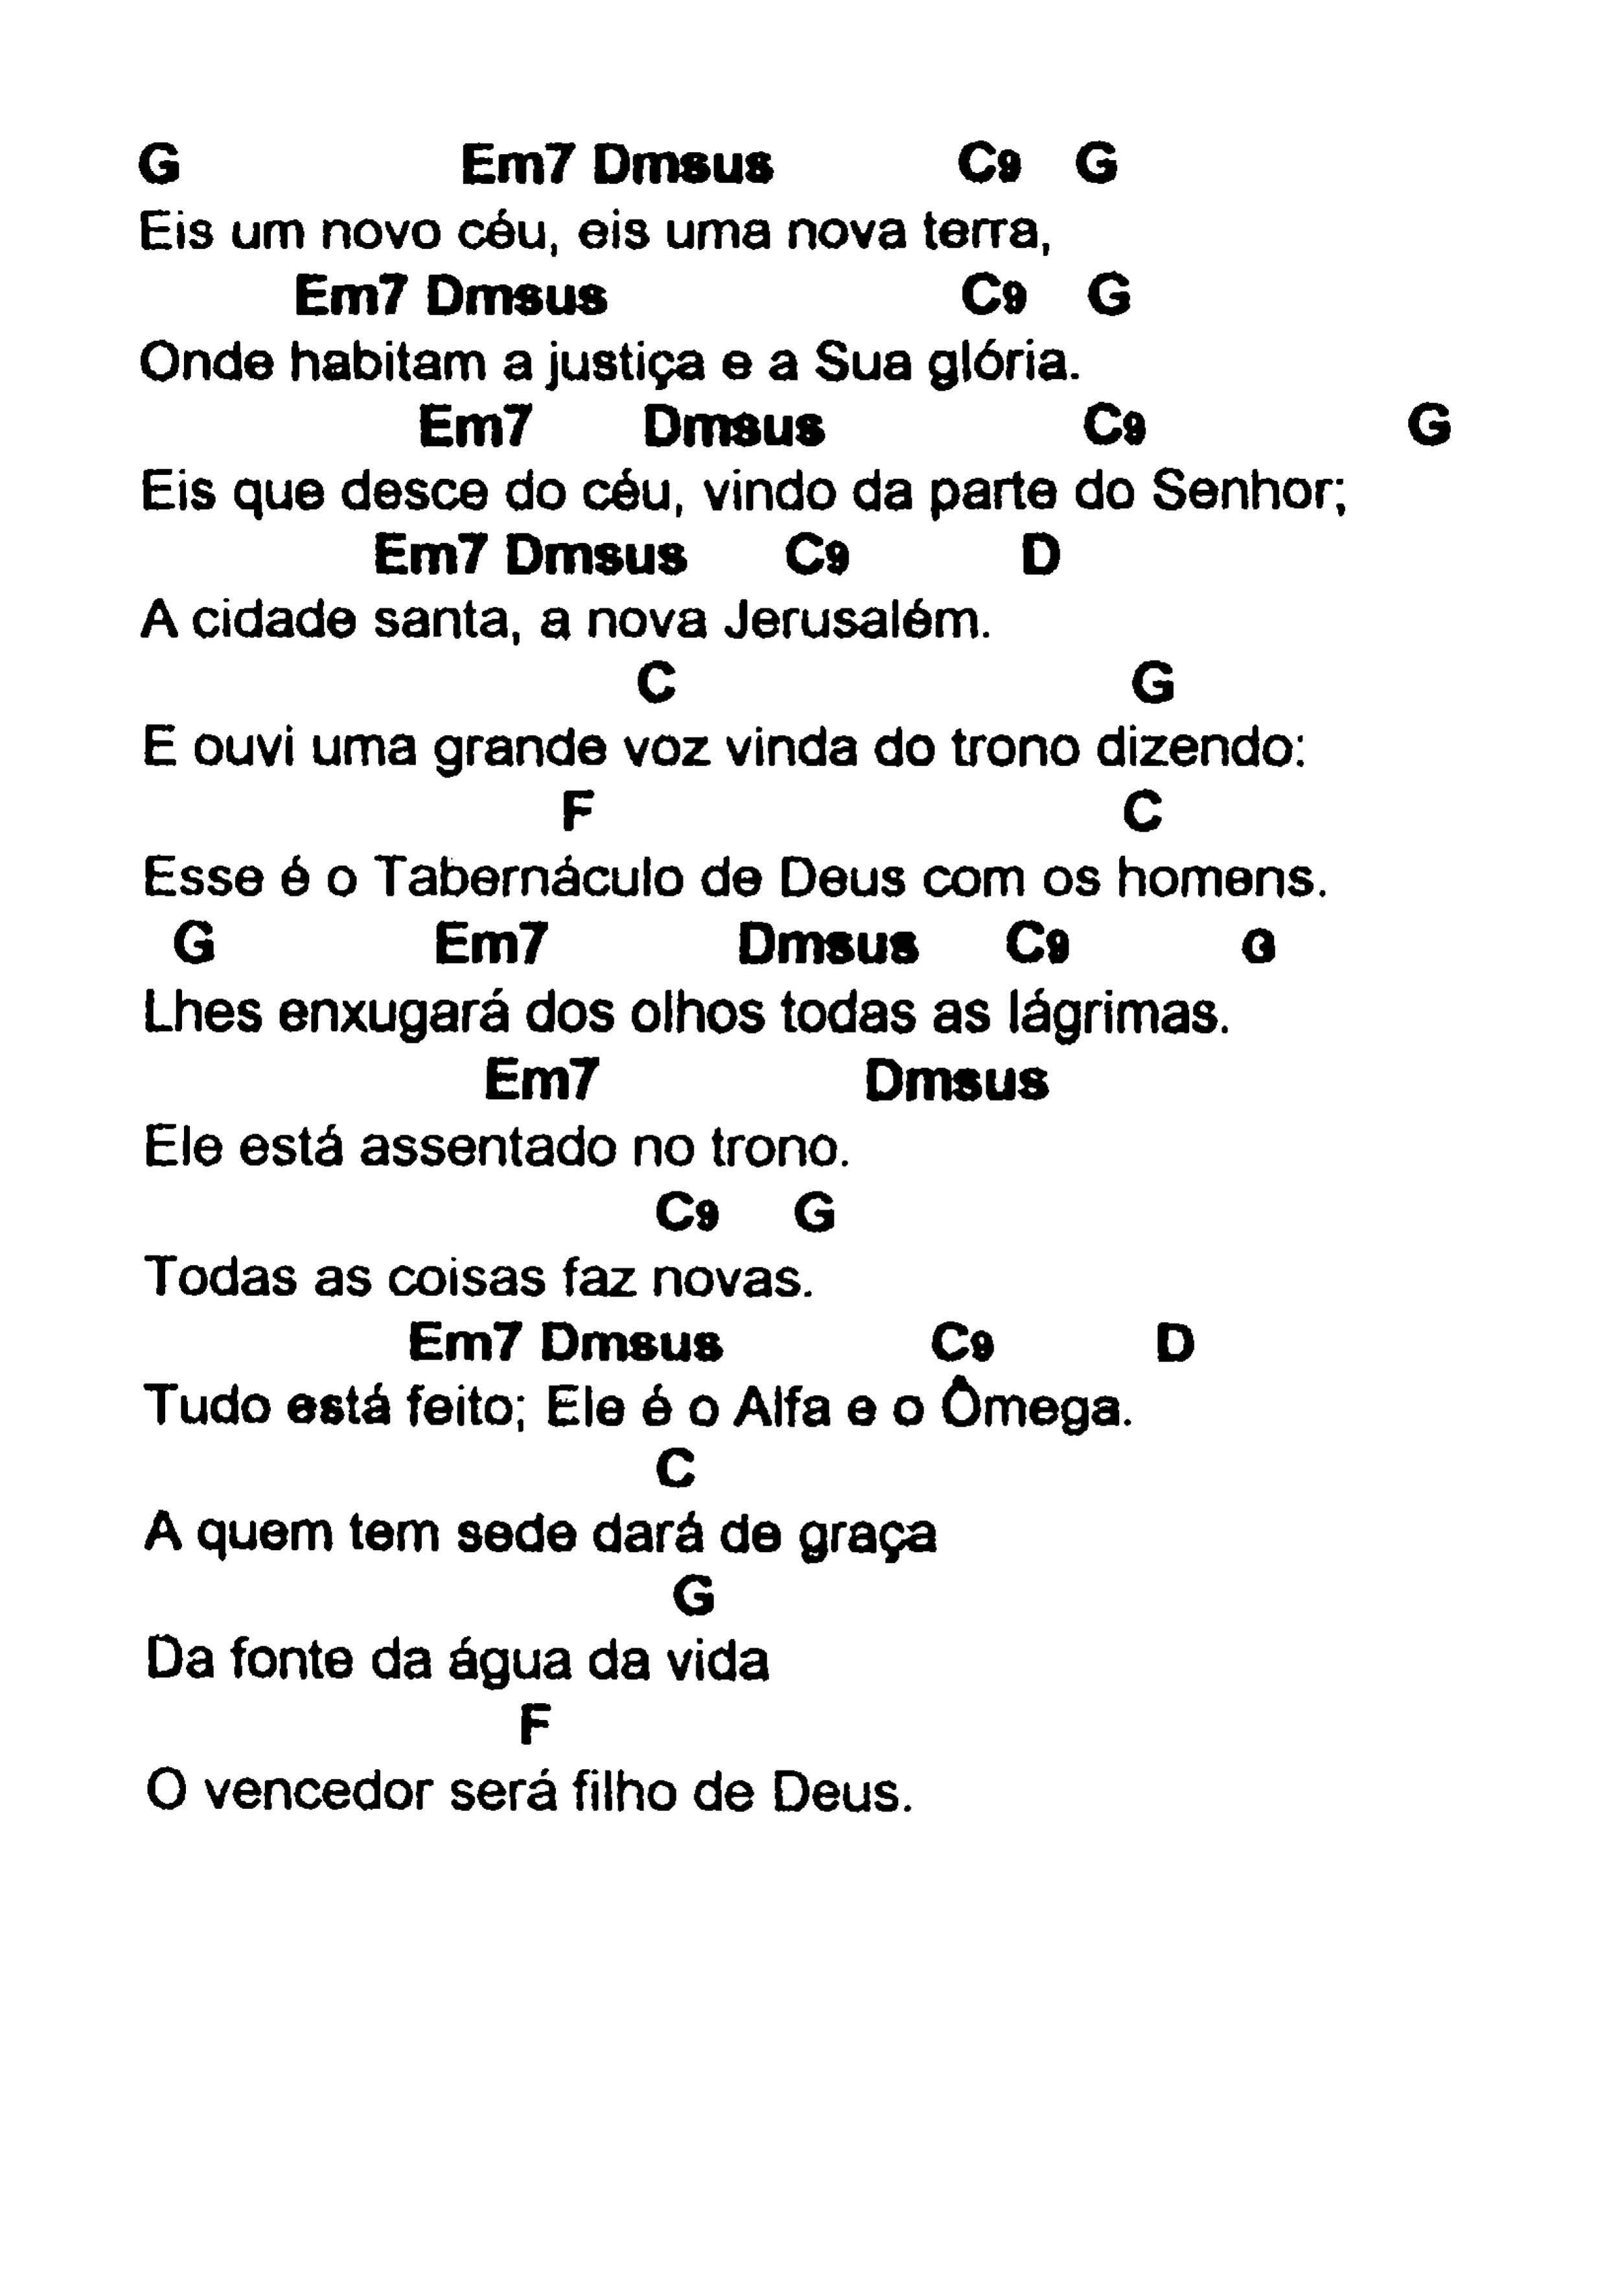 G Em7 Dmsus C9 G
Eis um novo céu, eis uma nova terra,
Em7 Dmsus C9 G
Onde habitam a justiça e a Sua glória.
Em7 Dmsus C9 G
Eis que desce do céu, vindo da parte do Senhor;
Em7 Dmsus C9 D
A cidade santa, a nova Jerusalém.
C G
E ouvi uma grande voz vinda do trono dizendo:
F C
Esse é o Tabernáculo de Deus com os homens.
G Em7 Dmsus C9 G
Lhes enxugará dos olhos todas as lágrimas.
Em7 Dmsus
Ele está assentado no trono.
C9 G
Todas as coisas faz novas.
Em7 Dmsus C9 D
Tudo está feito; Ele é o Alfa e o Ômega.
C
A quem tem sede dará de graça
G
Da fonte da água da vida
F
O vencedor será filho de Deus.